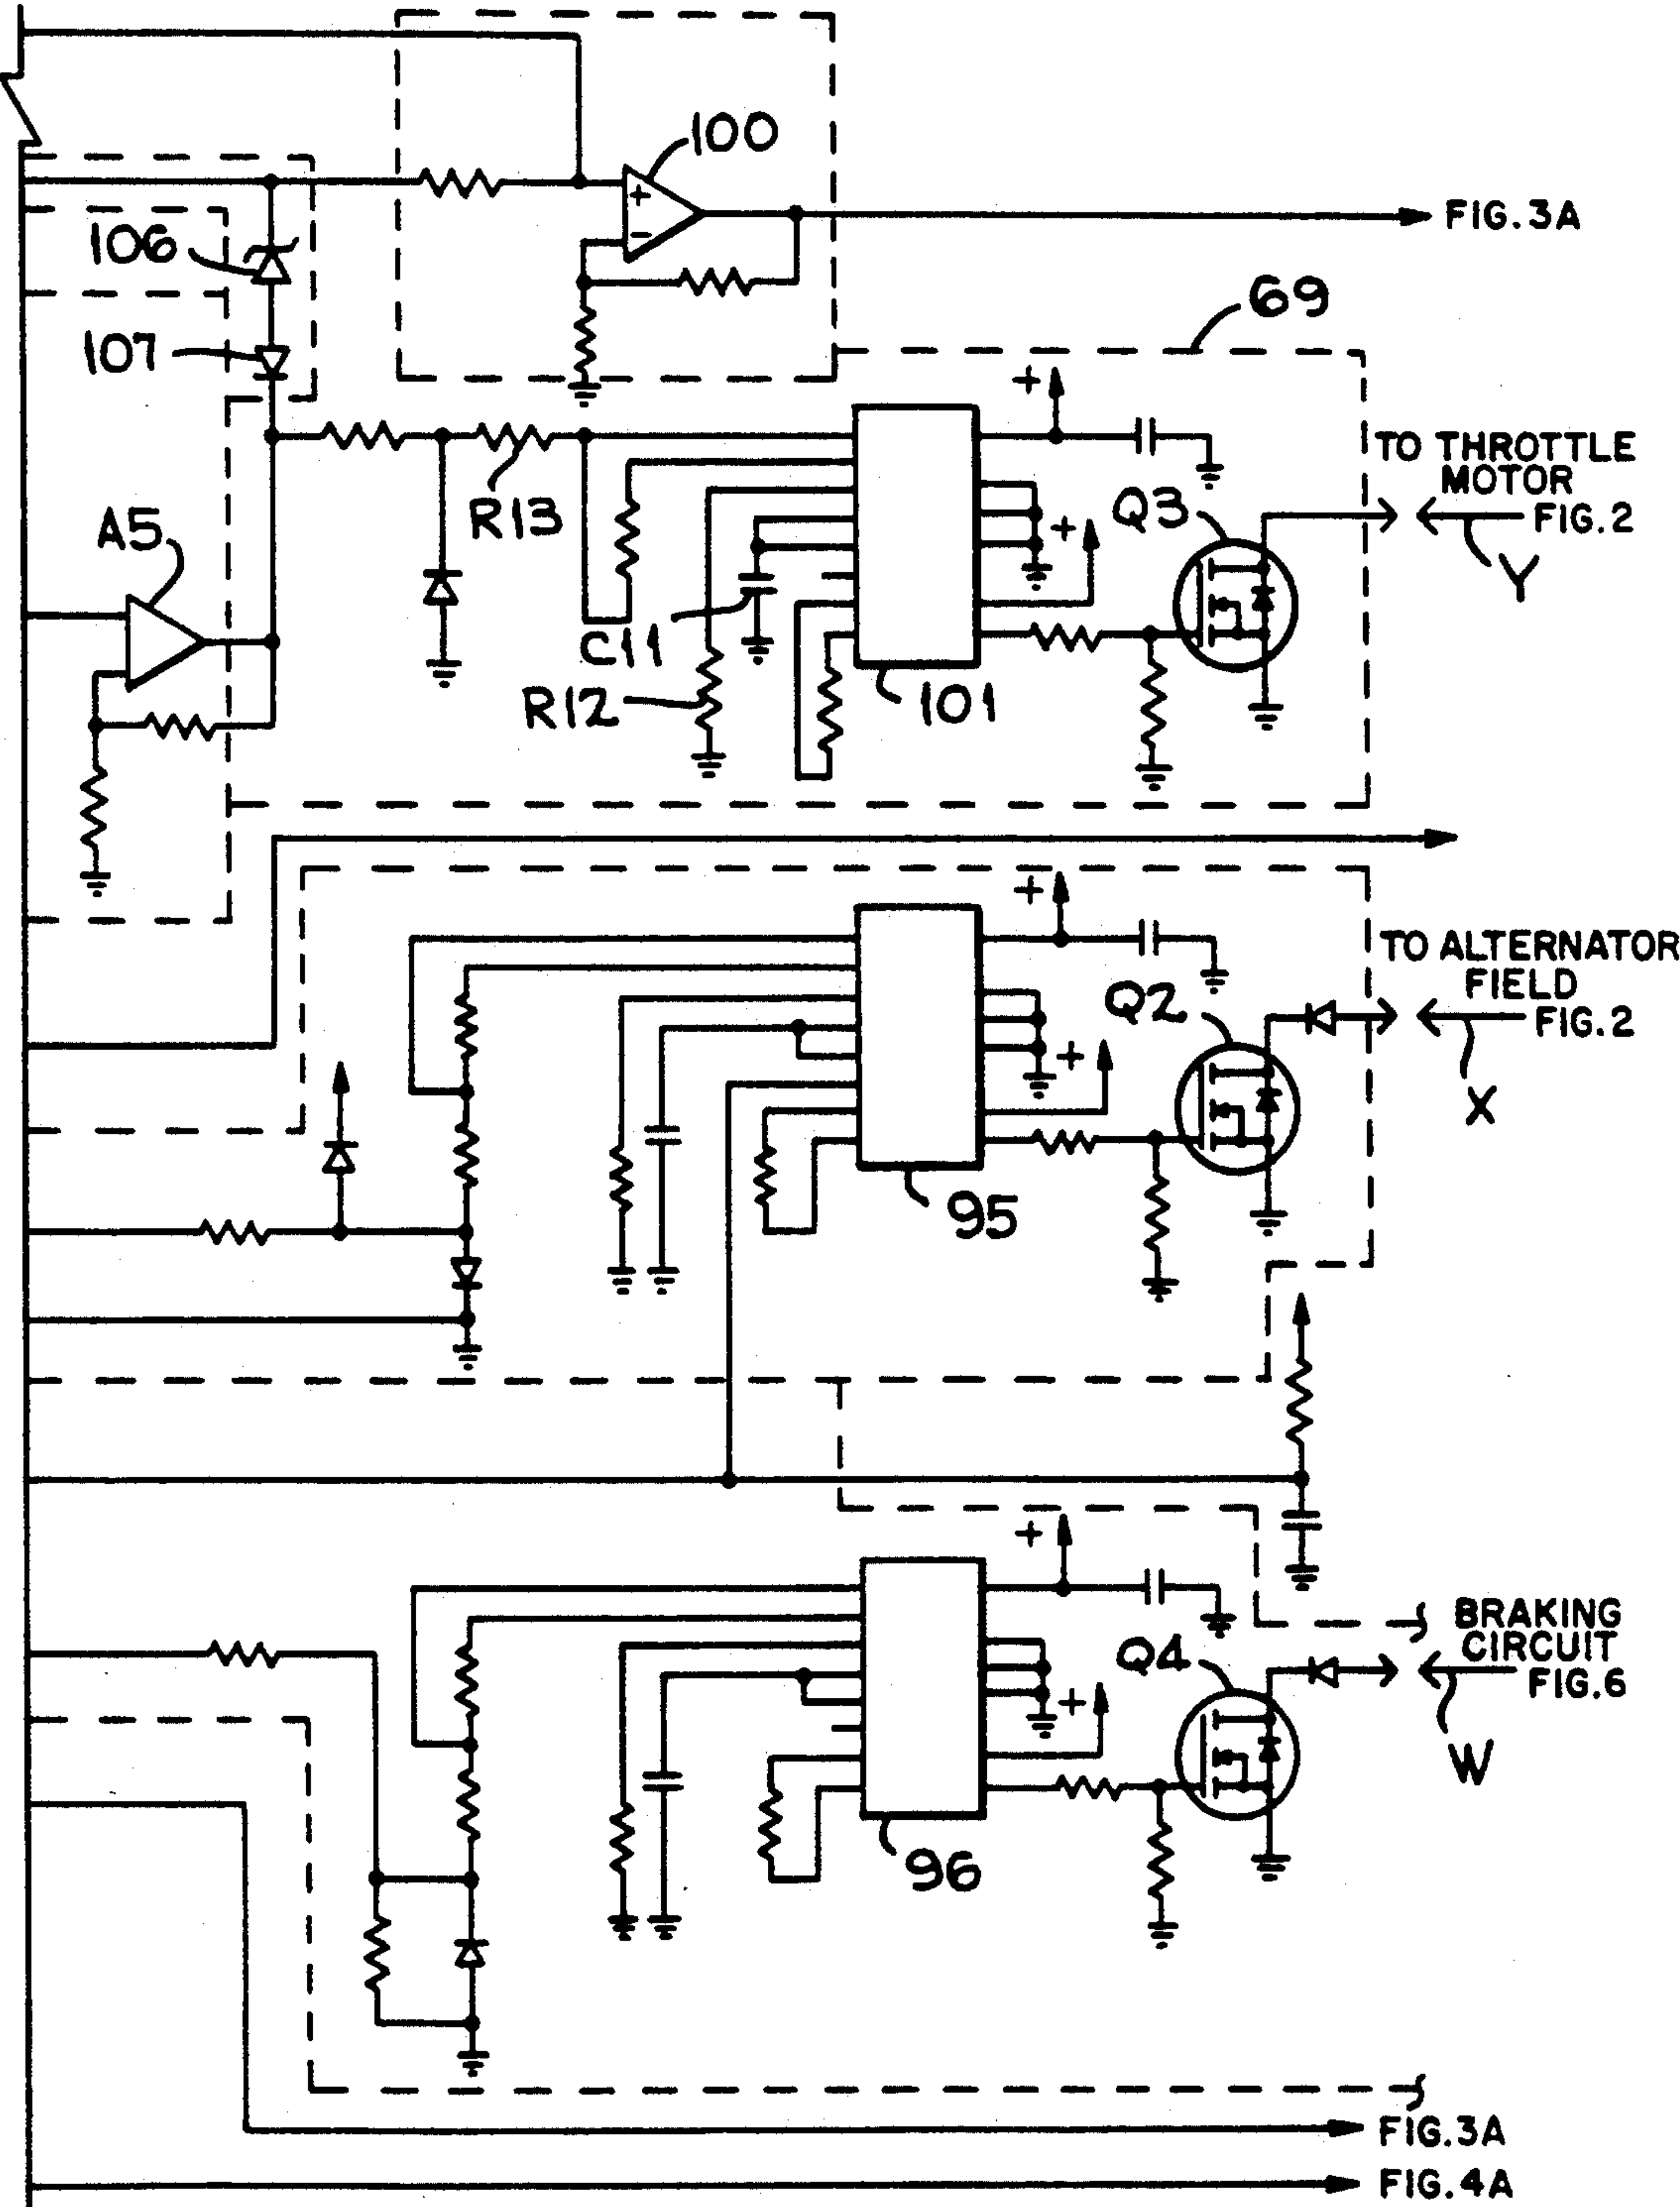 100
+
−
FIG.3A
106
69
107
+
TO THROTTLE
MOTOR
FIG.2
Q3
R13
+
A5
Y
C11
R12
101
+
TO ALTERNATOR
FIELD
FIG.2
Q2
+
X
95
+
BRAKING
CIRCUIT
FIG.6
Q4
+
W
96
FIG.3A
FIG.4A